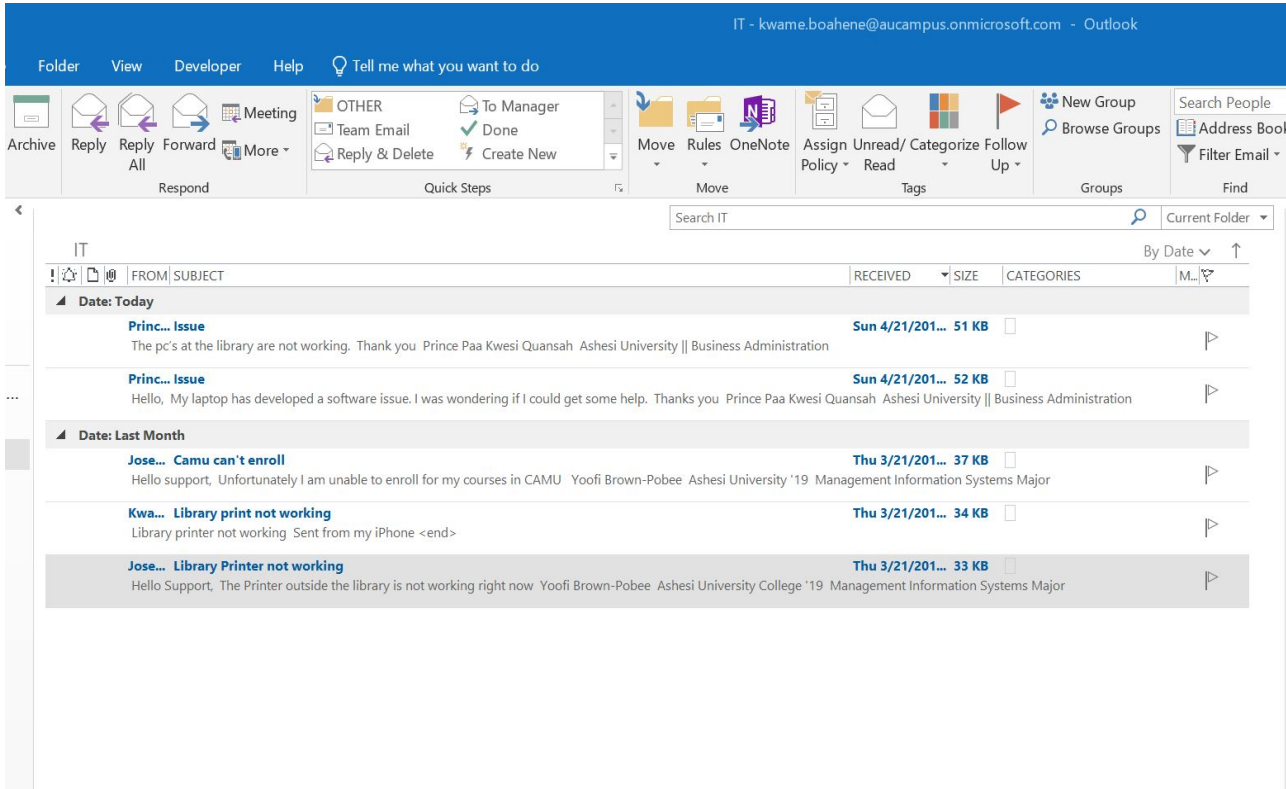 IT - kwame.boahene@aucampus.onmicrosoft.com - Outlook
Folder View Developer Help Tell me what you want to do
Archive
Reply
Reply All
Forward
Meeting
More
Respond
OTHER
Team Email
Reply & Delete
To Manager
Done
Create New
Quick Steps
Move
Rules
OneNote
Move
Assign Policy
Unread/ Read
Categorize
Follow Up
Tags
New Group
Browse Groups
Groups
Search People
Address Book
Filter Email
Find
Search IT
Current Folder
IT
By Date
! FROM SUBJECT RECEIVED SIZE CATEGORIES M...
Date: Today
Princ... Issue Sun 4/21/201... 51 KB
The pc's at the library are not working. Thank you Prince Paa Kwesi Quansah Ashesi University || Business Administration
Princ... Issue Sun 4/21/201... 52 KB
Hello, My laptop has developed a software issue. I was wondering if I could get some help. Thanks you Prince Paa Kwesi Quansah Ashesi University || Business Administration
...
Date: Last Month
Jose... Camu can't enroll Thu 3/21/201... 37 KB
Hello support, Unfortunately I am unable to enroll for my courses in CAMU Yoofi Brown-Pobee Ashesi University '19 Management Information Systems Major
Kwa... Library print not working Thu 3/21/201... 34 KB
Library printer not working Sent from my iPhone <end>
Jose... Library Printer not working Thu 3/21/201... 33 KB
Hello Support, The Printer outside the library is not working right now Yoofi Brown-Pobee Ashesi University College '19 Management Information Systems Major